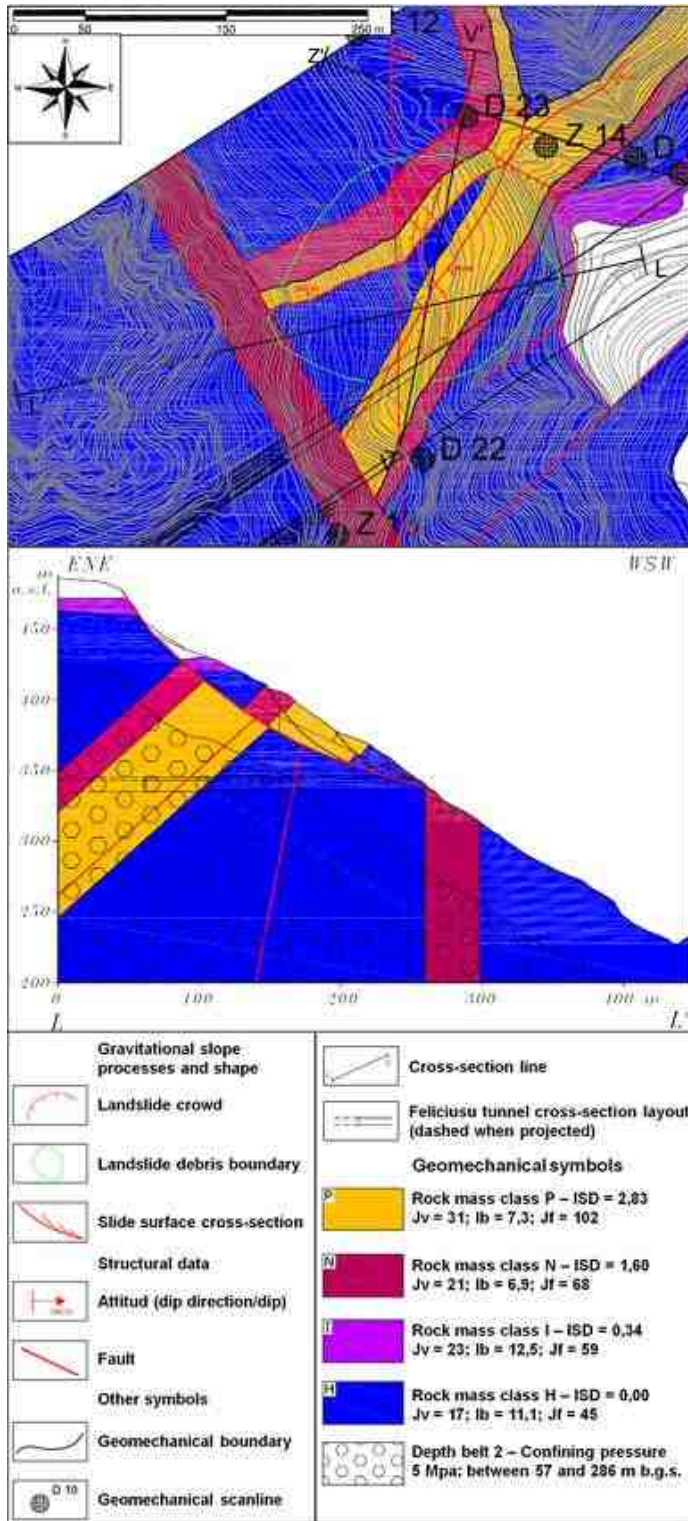 0 50 150 250 m
12
V'
Z'
D 23
Z 14
D
L
L'
D 22
V
Z 1
ENE WSW
m
a.s.l.
450
400
350
300
250
200
0 100 200 300 400 m
L L'
Gravitational slope
processes and shape
Landslide crowd
Landslide debris boundary
Slide surface cross-section
Structural data
Attitud (dip direction/dip)
Fault
Other symbols
Geomechanical boundary
D 10
Geomechanical scanline
Cross-section line
Feliciusu tunnel cross-section layout
(dashed when projected)
Geomechanical symbols
P
Rock mass class P – ISD = 2,83
Jv = 31; Ib = 7,3; Jf = 102
N
Rock mass class N – ISD = 1,60
Jv = 21; Ib = 6,9; Jf = 68
I
Rock mass class I – ISD = 0,34
Jv = 23; Ib = 12,5; Jf = 59
H
Rock mass class H – ISD = 0,00
Jv = 17; Ib = 11,1; Jf = 45
Depth belt 2 – Confining pressure
5 Mpa; between 57 and 286 m b.g.s.